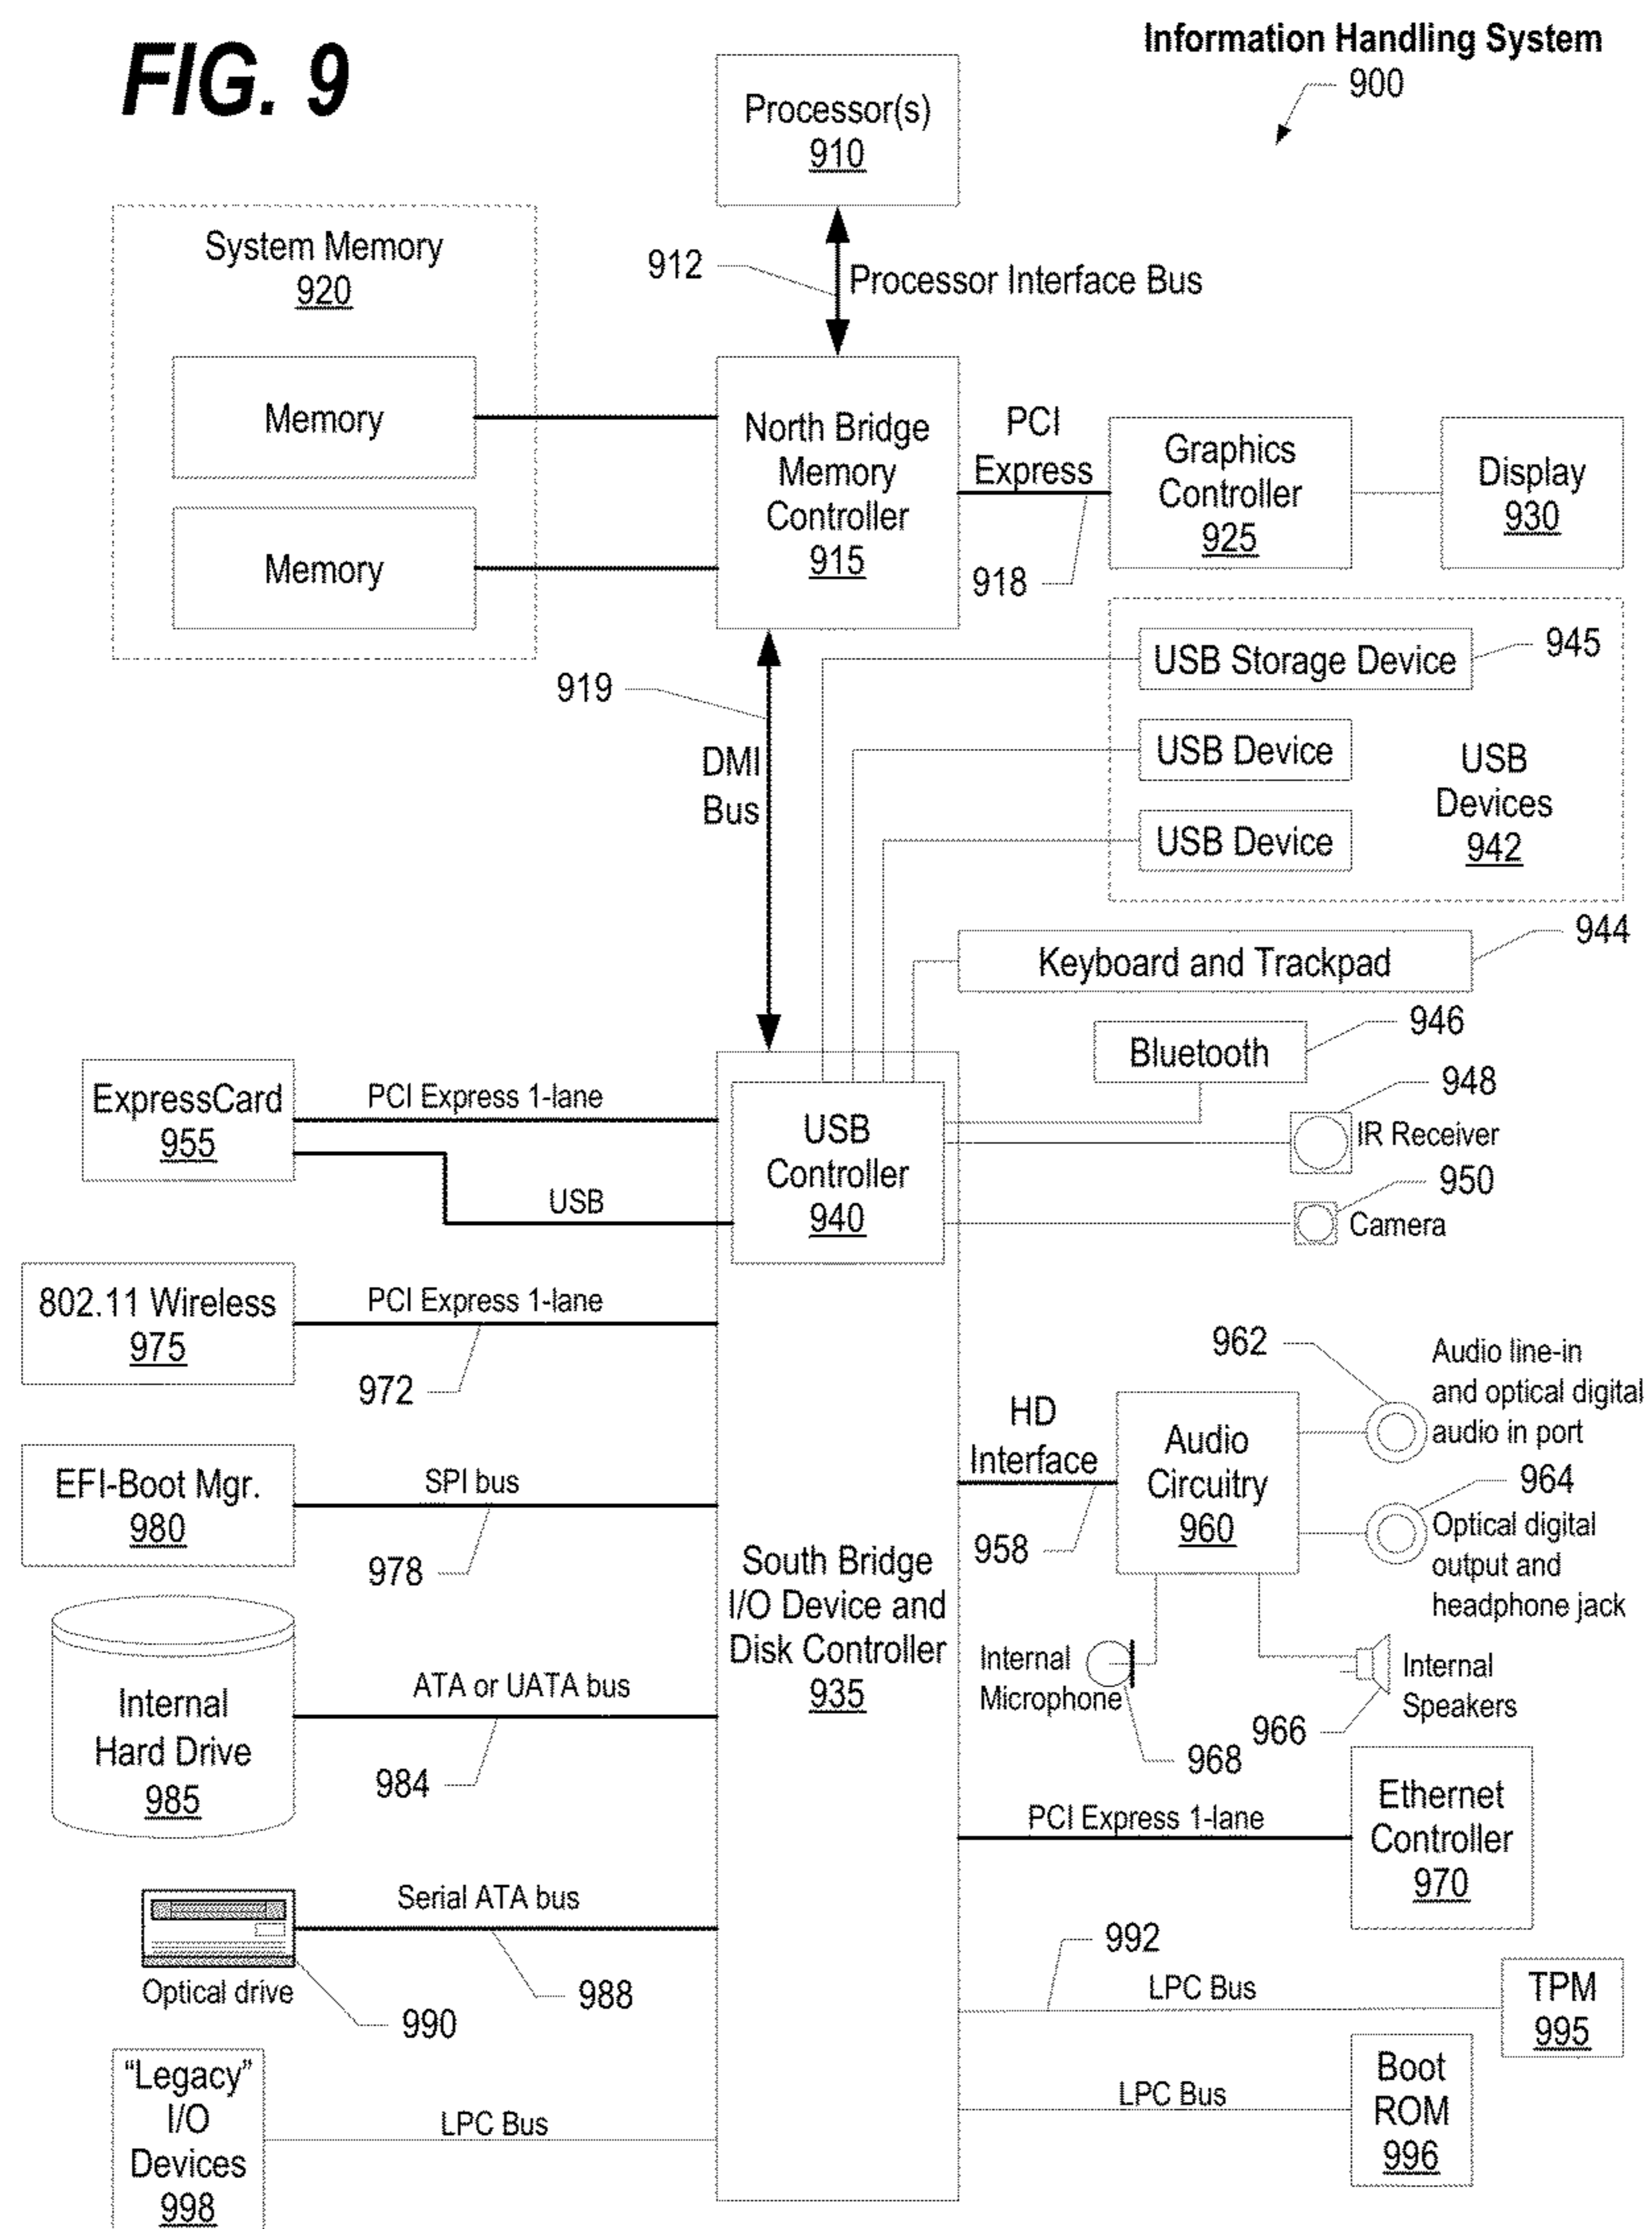 FIG. 9
Information Handling System
900
Processor(s)
910
System Memory
920
912
Processor Interface Bus
Memory
Memory
North Bridge
Memory
Controller
915
PCI
Express
918
Graphics
Controller
925
Display
930
919
DMI
Bus
USB Storage Device
945
USB Device
USB Device
USB
Devices
942
Keyboard and Trackpad
944
Bluetooth
946
948
IR Receiver
950
Camera
ExpressCard
955
PCI Express 1-lane
USB
USB
Controller
940
802.11 Wireless
975
PCI Express 1-lane
972
EFI-Boot Mgr.
980
SPI bus
978
HD
Interface
958
Audio
Circuitry
960
962
Audio line-in
and optical digital
audio in port
964
Optical digital
output and
headphone jack
South Bridge
I/O Device and
Disk Controller
935
Internal
Microphone
968
Internal
Speakers
966
Internal
Hard Drive
985
ATA or UATA bus
984
PCI Express 1-lane
Ethernet
Controller
970
Serial ATA bus
988
Optical drive
990
992
LPC Bus
TPM
995
LPC Bus
Boot
ROM
996
“Legacy”
I/O
Devices
998
LPC Bus